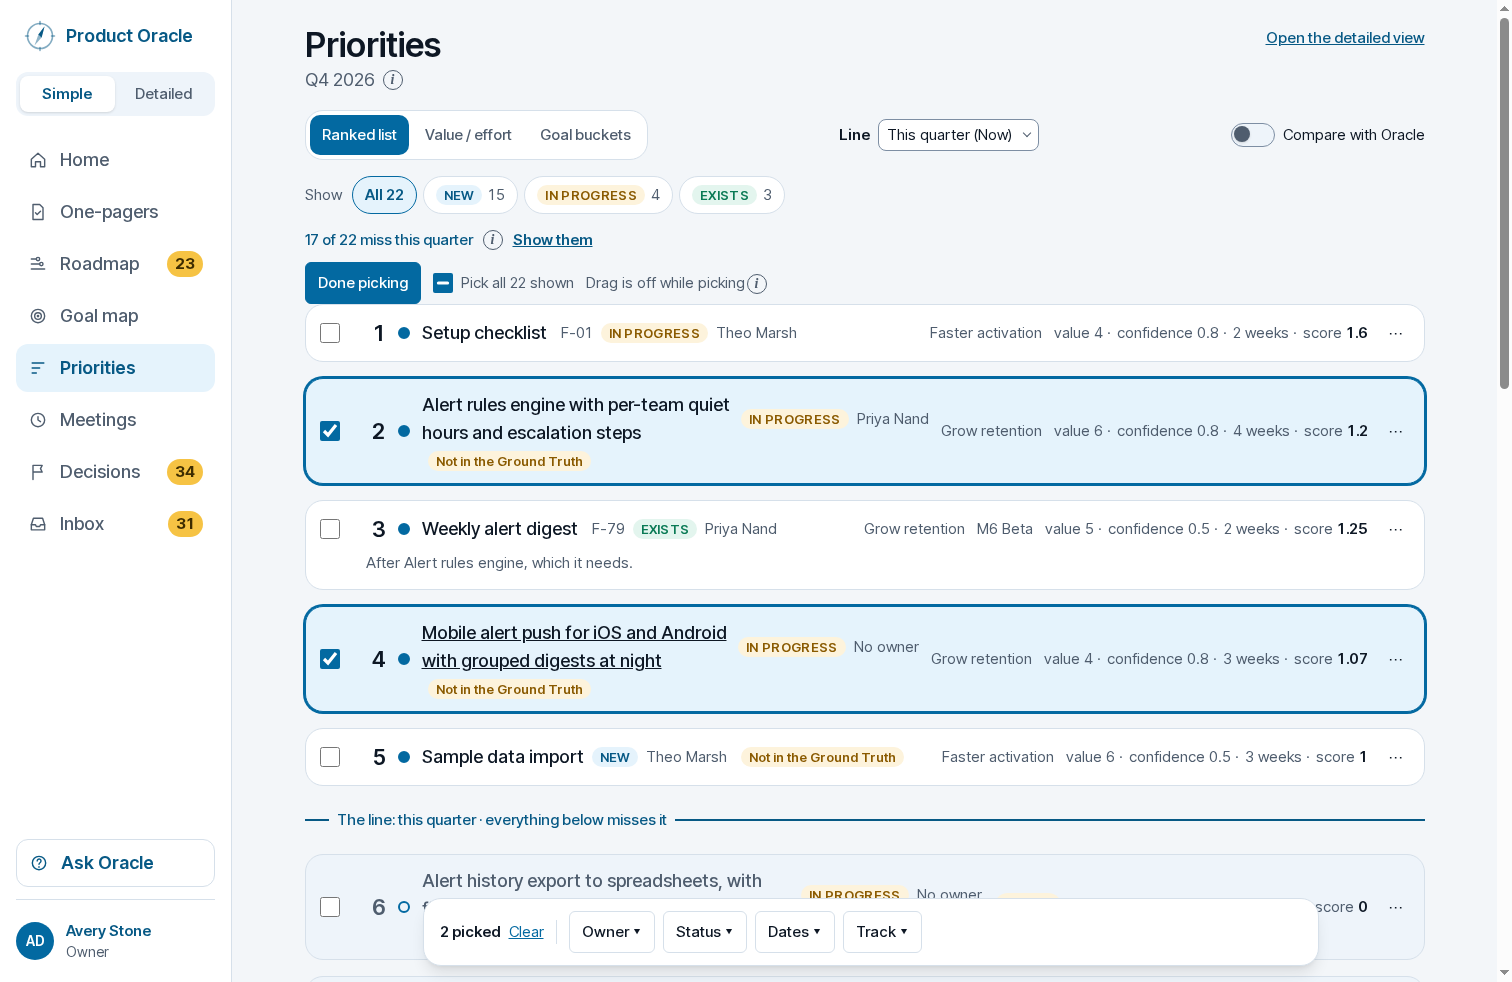 Product Oracle
Simple
Detailed
Home
One-pagers
Roadmap 23
Goal map
Priorities
Meetings
Decisions 34
Inbox 31
Ask Oracle
AD
Avery Stone
Owner
Priorities
Open the detailed view
Q4 2026 i
Ranked list
Value / effort
Goal buckets
Line This quarter (Now)
Compare with Oracle
Show All 22 NEW 15 IN PROGRESS 4 EXISTS 3
17 of 22 miss this quarter i Show them
Done picking Pick all 22 shown Drag is off while picking i
1 Setup checklist F-01 IN PROGRESS Theo Marsh Faster activation value 4 · confidence 0.8 · 2 weeks · score 1.6 ···
Alert rules engine with per-team quiet
2 hours and escalation steps IN PROGRESS Priya Nand Grow retention value 6 · confidence 0.8 · 4 weeks · score 1.2 ···
Not in the Ground Truth
3 Weekly alert digest F-79 EXISTS Priya Nand Grow retention M6 Beta value 5 · confidence 0.5 · 2 weeks · score 1.25 ···
After Alert rules engine, which it needs.
Mobile alert push for iOS and Android
4 with grouped digests at night IN PROGRESS No owner Grow retention value 4 · confidence 0.8 · 3 weeks · score 1.07 ···
Not in the Ground Truth
5 Sample data import NEW Theo Marsh Not in the Ground Truth Faster activation value 6 · confidence 0.5 · 3 weeks · score 1 ···
The line: this quarter · everything below misses it
Alert history export to spreadsheets, with
6 IN PROGRESS No owner score 0 ···
2 picked Clear Owner ▾ Status ▾ Dates ▾ Track ▾